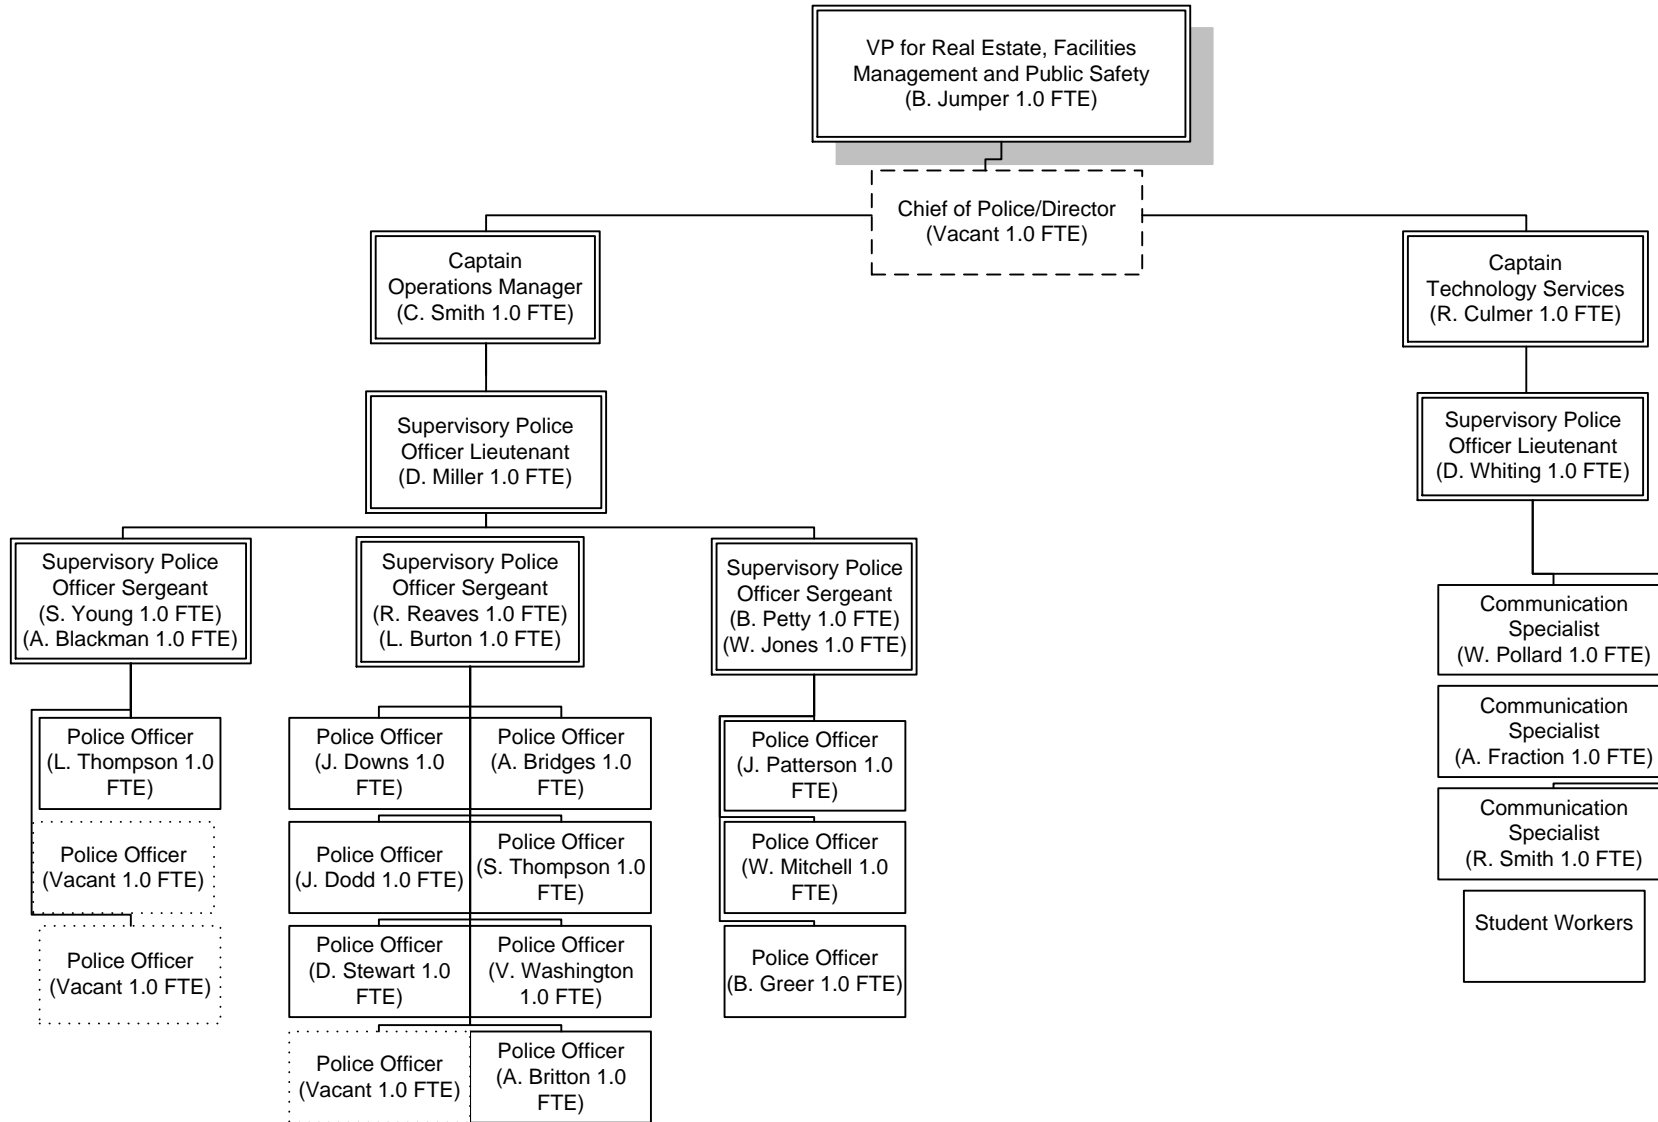 VP for Real Estate, Facilities
Management and Public Safety
(B. Jumper 1.0 FTE)
Chief of Police/Director
(Vacant 1.0 FTE)
Captain
Operations Manager
(C. Smith 1.0 FTE)
Captain
Technology Services
(R. Culmer 1.0 FTE)
Supervisory Police
Officer Lieutenant
(D. Miller 1.0 FTE)
Supervisory Police
Officer Lieutenant
(D. Whiting 1.0 FTE)
Supervisory Police
Officer Sergeant
(S. Young 1.0 FTE)
(A. Blackman 1.0 FTE)
Supervisory Police
Officer Sergeant
(R. Reaves 1.0 FTE)
(L. Burton 1.0 FTE)
Supervisory Police
Officer Sergeant
(B. Petty 1.0 FTE)
(W. Jones 1.0 FTE)
Police Officer
(L. Thompson 1.0
FTE)
Police Officer
(Vacant 1.0 FTE)
Police Officer
(Vacant 1.0 FTE)
Police Officer
(J. Downs 1.0
FTE)
Police Officer
(A. Bridges 1.0
FTE)
Police Officer
(J. Dodd 1.0 FTE)
Police Officer
(S. Thompson 1.0
FTE)
Police Officer
(D. Stewart 1.0
FTE)
Police Officer
(V. Washington
1.0 FTE)
Police Officer
(Vacant 1.0 FTE)
Police Officer
(A. Britton 1.0
FTE)
Police Officer
(J. Patterson 1.0
FTE)
Police Officer
(W. Mitchell 1.0
FTE)
Police Officer
(B. Greer 1.0 FTE)
Communication
Specialist
(W. Pollard 1.0 FTE)
Communication
Specialist
(A. Fraction 1.0 FTE)
Communication
Specialist
(R. Smith 1.0 FTE)
Student Workers